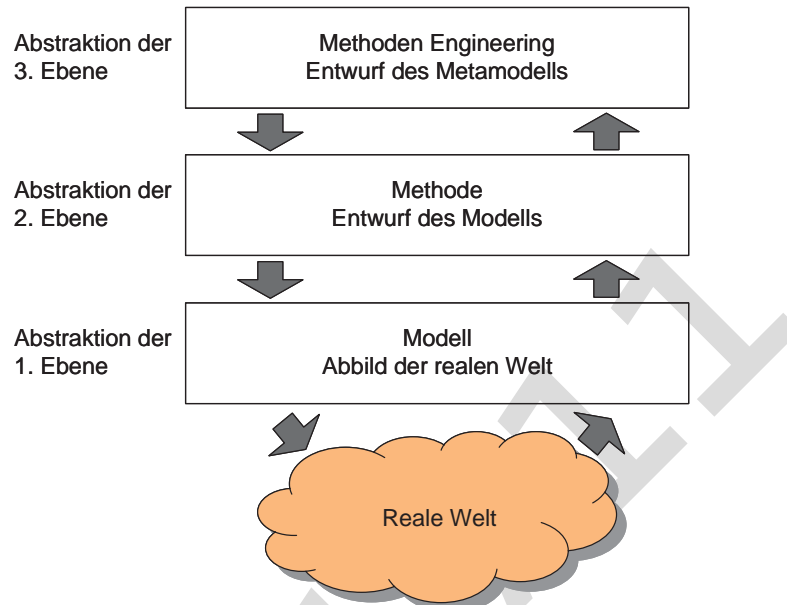 Abstraktion der
3. Ebene
Methoden Engineering
Entwurf des Metamodells
Abstraktion der
2. Ebene
Methode
Entwurf des Modells
Abstraktion der
1. Ebene
Modell
Abbild der realen Welt
Reale Welt